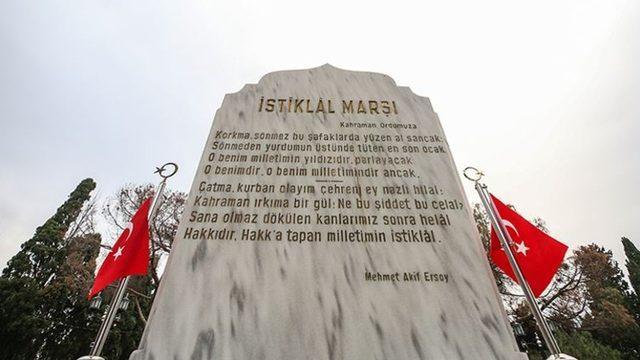 İSTİKLÂL MARŞI
Kahraman Ordumuza
Korkma, sönmez bu şafaklarda yüzen al sancak,
Sönmeden yurdumun üstünde tüten en son ocak.
O benim milletimin yıldızıdır, parlayacak,
O benimdir, o benim milletimindir ancak.
Çatma, kurban olayım çehreni ey nazlı hilâl!
Kahraman ırkıma bir gül: Ne bu şiddet bu celâl?
Sana olmaz dökülen kanlarımız sonra helâl
Hakkıdır, Hakk'a tapan milletimin istiklâl.
Mehmet Akif Ersoy